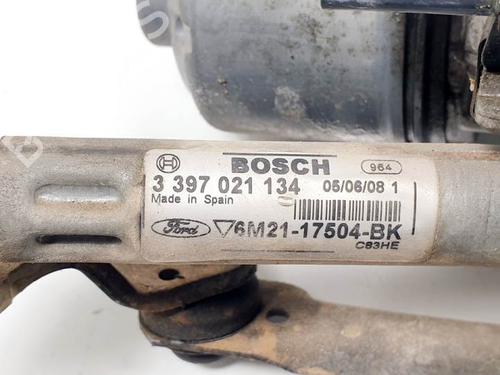 BOSCH 964
3 397 021 134 05/06/08 1
Made in Spain
Ford 6M21-17504-BK
C83HE